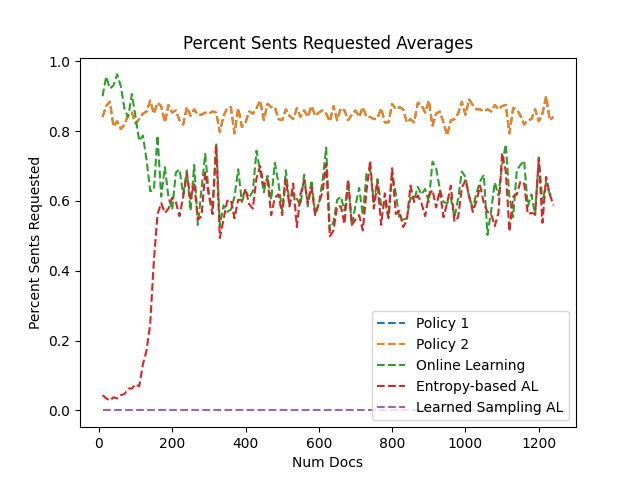 Percent Sents Requested Averages
Percent Sents Requested
1.0
0.8
0.6
0.4
0.2
0.0
Policy 1
Policy 2
Online Learning
Entropy-based AL
Learned Sampling AL
0 200 400 600 800 1000 1200
Num Docs